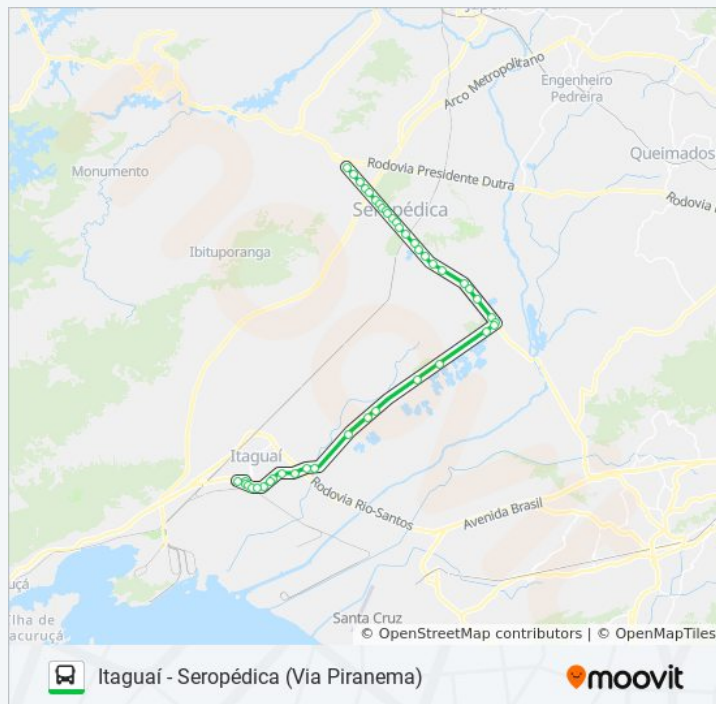 Arco Metropolitano
Engenheiro
Pedreira
Queimados
Monumento
Rodovia Presidente Dutra
Rodovia
Seropédica
Ibituporanga
Itaguaí
Rodovia Rio-Santos
Avenida Brasil
Santa Cruz
Ilha de
© OpenStreetMap contributors | © OpenMapTiles
Itaguaí - Seropédica (Via Piranema)
moovit